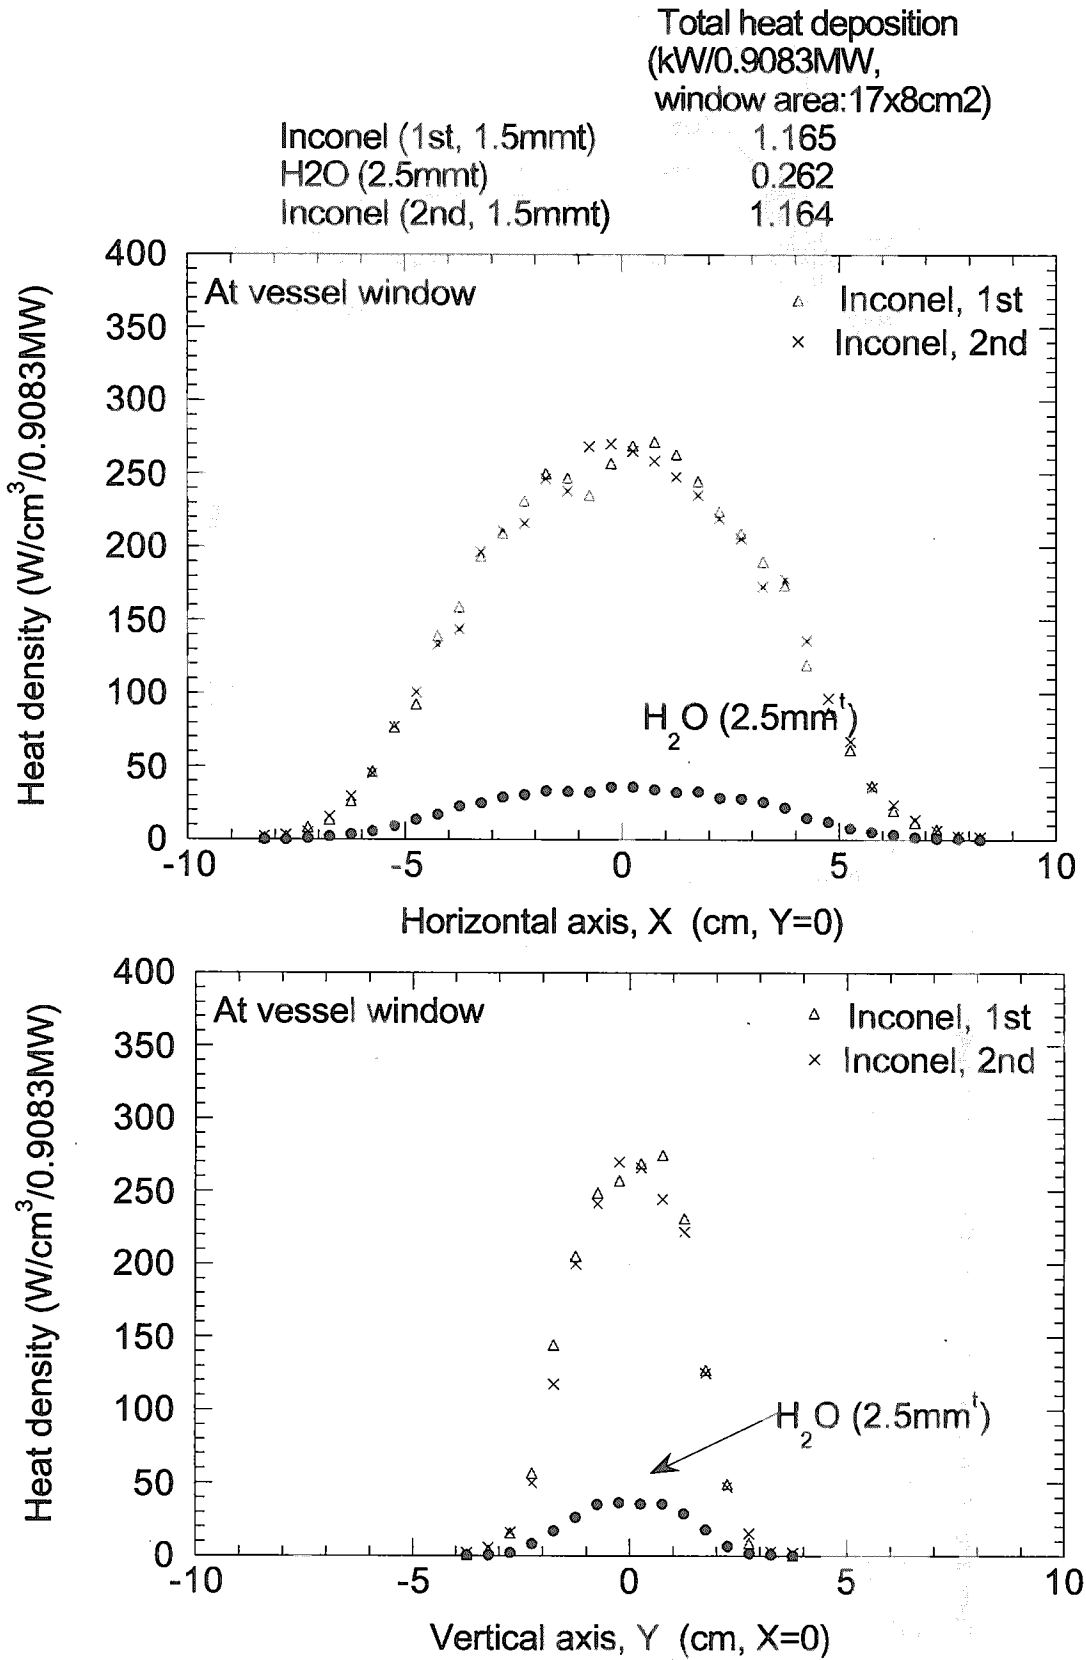 Total heat deposition
(kW/0.9083MW,
window area:17x8cm2)
Inconel (1st, 1.5mmt) 1.165
H2O (2.5mmt) 0.262
Inconel (2nd, 1.5mmt) 1.164
400
350
300
250
200
150
100
50
0
Heat density (W/cm³/0.9083MW)
At vessel window
Inconel, 1st
Inconel, 2nd
H₂O (2.5mmᵗ)
-10 -5 0 5 10
Horizontal axis, X (cm, Y=0)
400
350
300
250
200
150
100
50
0
Heat density (W/cm³/0.9083MW)
At vessel window
Inconel, 1st
Inconel, 2nd
H₂O (2.5mmᵗ)
-10 -5 0 5 10
Vertical axis, Y (cm, X=0)